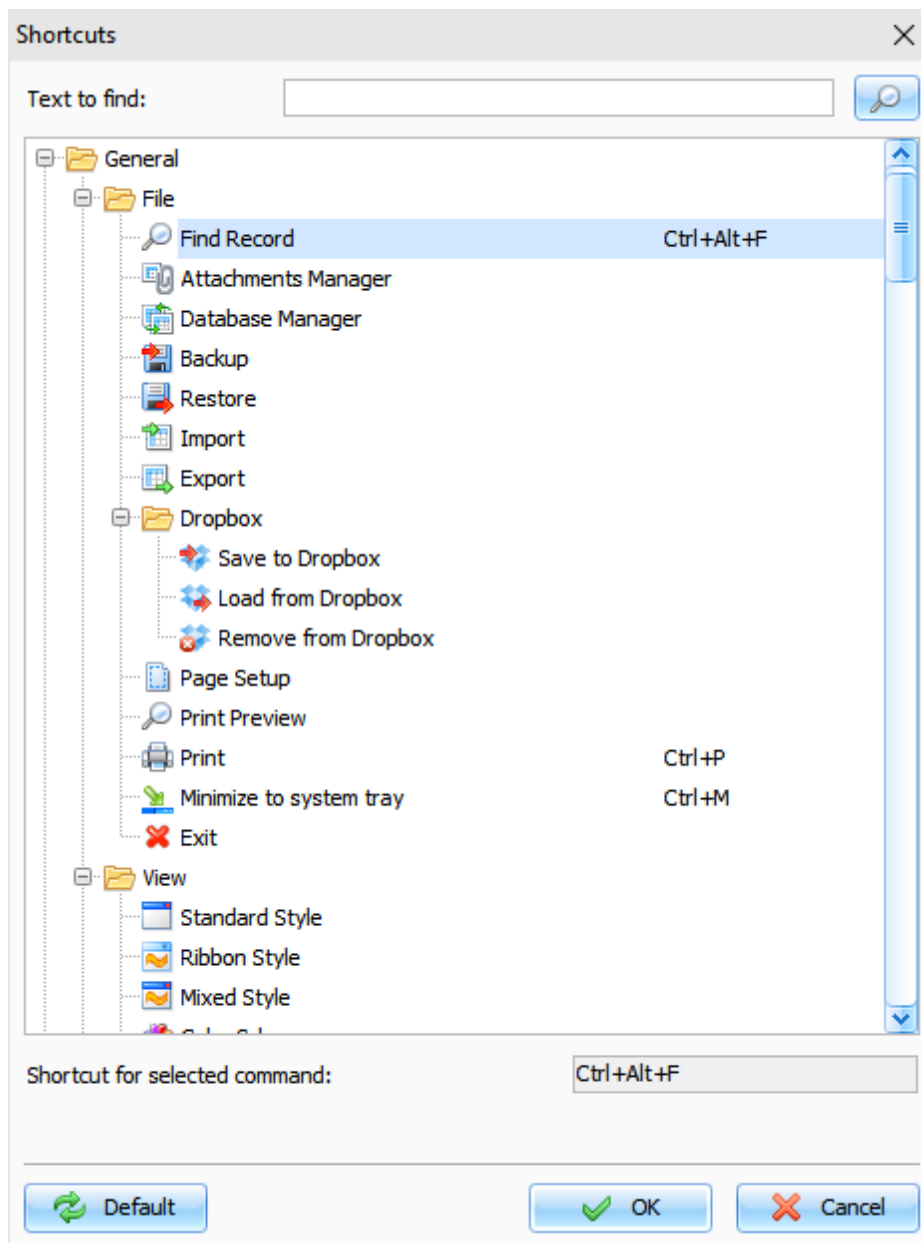 Shortcuts
Text to find:
General
File
Find Record Ctrl+Alt+F
Attachments Manager
Database Manager
Backup
Restore
Import
Export
Dropbox
Save to Dropbox
Load from Dropbox
Remove from Dropbox
Page Setup
Print Preview
Print Ctrl+P
Minimize to system tray Ctrl+M
Exit
View
Standard Style
Ribbon Style
Mixed Style
Shortcut for selected command: Ctrl+Alt+F
Default OK Cancel